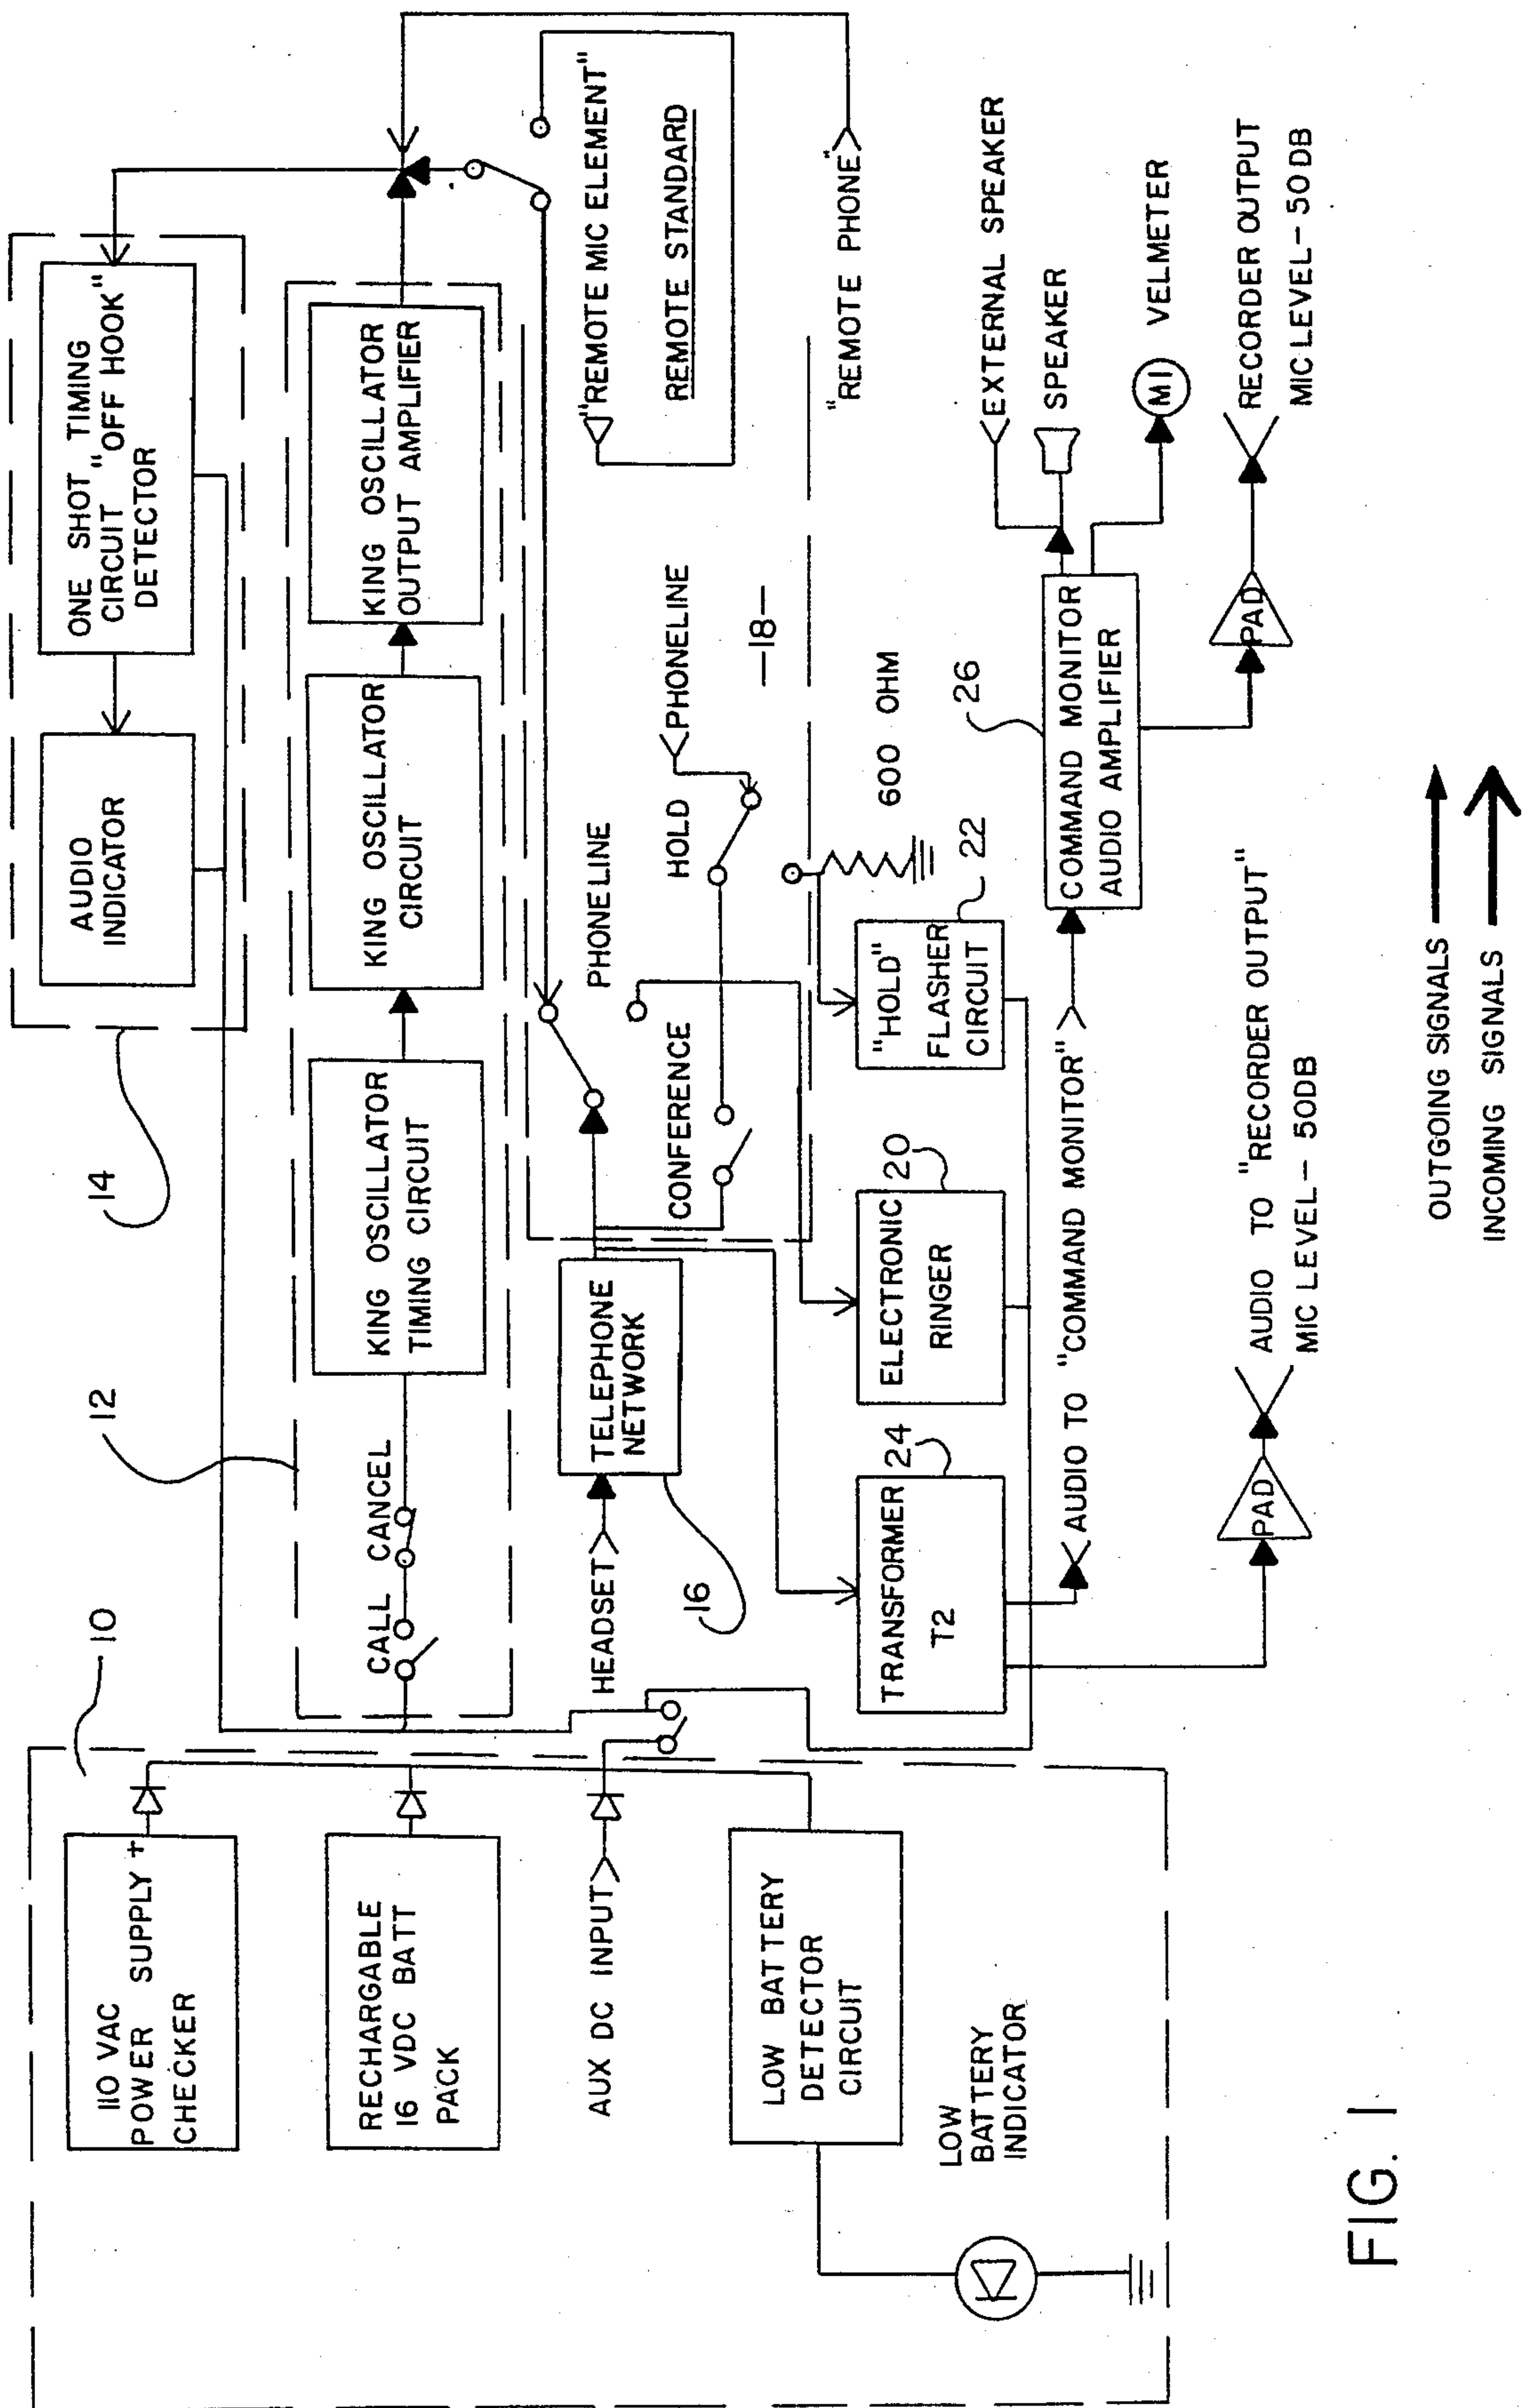 10
110 VAC
POWER SUPPLY +
CHECKER
RECHARGABLE
16 VDC BATT
PACK
AUX DC INPUT
LOW BATTERY
DETECTOR
CIRCUIT
LOW
BATTERY
INDICATOR
14
AUDIO
INDICATOR
ONE SHOT TIMING
CIRCUIT "OFF HOOK"
DETECTOR
12
CALL CANCEL
KING OSCILLATOR
TIMING CIRCUIT
KING OSCILLATOR
CIRCUIT
KING OSCILLATOR
OUTPUT AMPLIFIER
HEADSET
TELEPHONE
NETWORK
16
PHONELINE
CONFERENCE
HOLD
PHONELINE
—18—
"REMOTE MIC ELEMENT"
REMOTE STANDARD
"REMOTE PHONE"
600 OHM
TRANSFORMER
T2
24
ELECTRONIC
RINGER
20
"HOLD"
FLASHER
CIRCUIT
22
AUDIO TO "COMMAND MONITOR"
26
COMMAND MONITOR
AUDIO AMPLIFIER
EXTERNAL SPEAKER
SPEAKER
MI
VELMETER
PAD
RECORDER OUTPUT
MIC LEVEL-50DB
PAD
AUDIO TO "RECORDER OUTPUT"
MIC LEVEL- 50DB
OUTGOING SIGNALS
INCOMING SIGNALS
FIG. 1